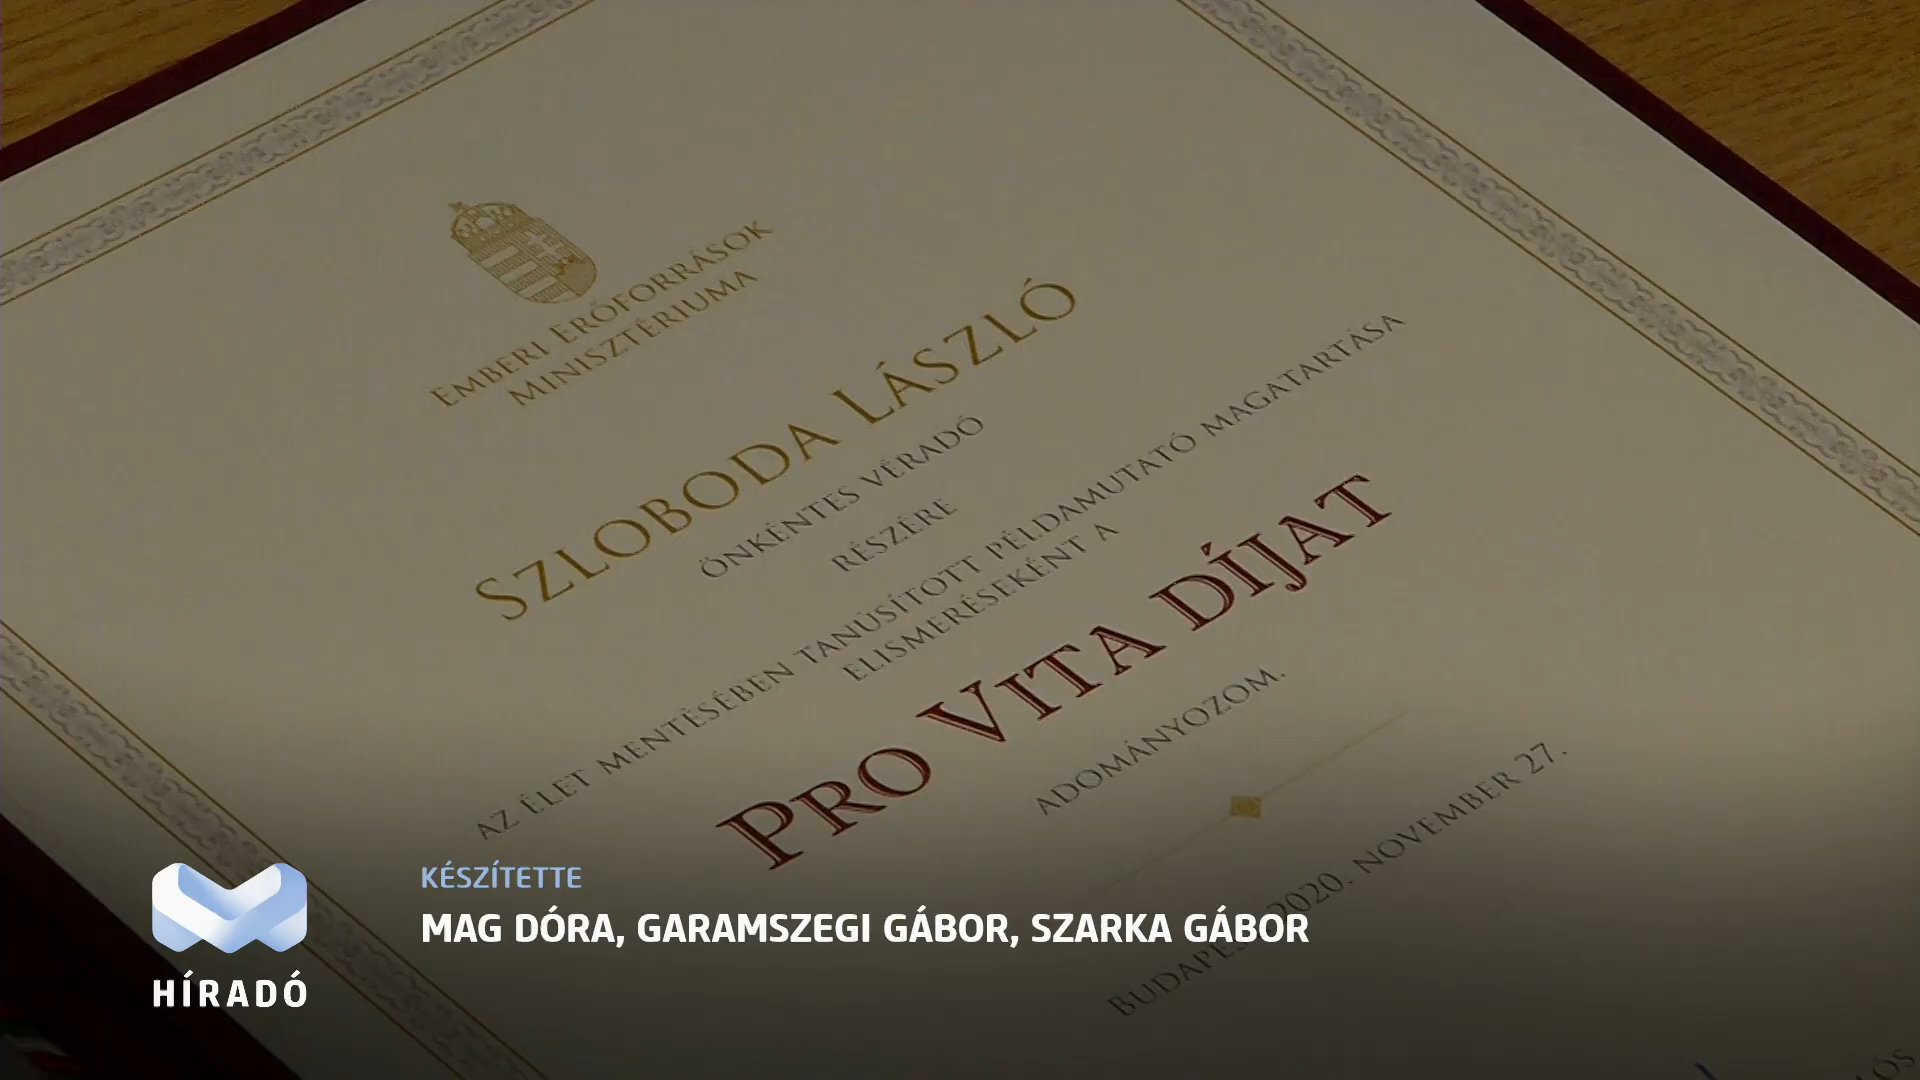 EMBERI ERŐFORRÁSOK
MINISZTÉRIUMA
SZLOBODA LÁSZLÓ
ÖNKÉNTES VÉRADÓ
RÉSZÉRE
AZ ÉLET MENTÉSÉBEN TANÚSÍTOTT PÉLDAMUTATÓ MAGATARTÁSA
ELISMERÉSEKÉNT A
PRO VITA DÍJAT
ADOMÁNYOZOM.
BUDAPEST, 2020. NOVEMBER 27.
KÉSZÍTETTE
MAG DÓRA, GARAMSZEGI GÁBOR, SZARKA GÁBOR
HÍRADÓ